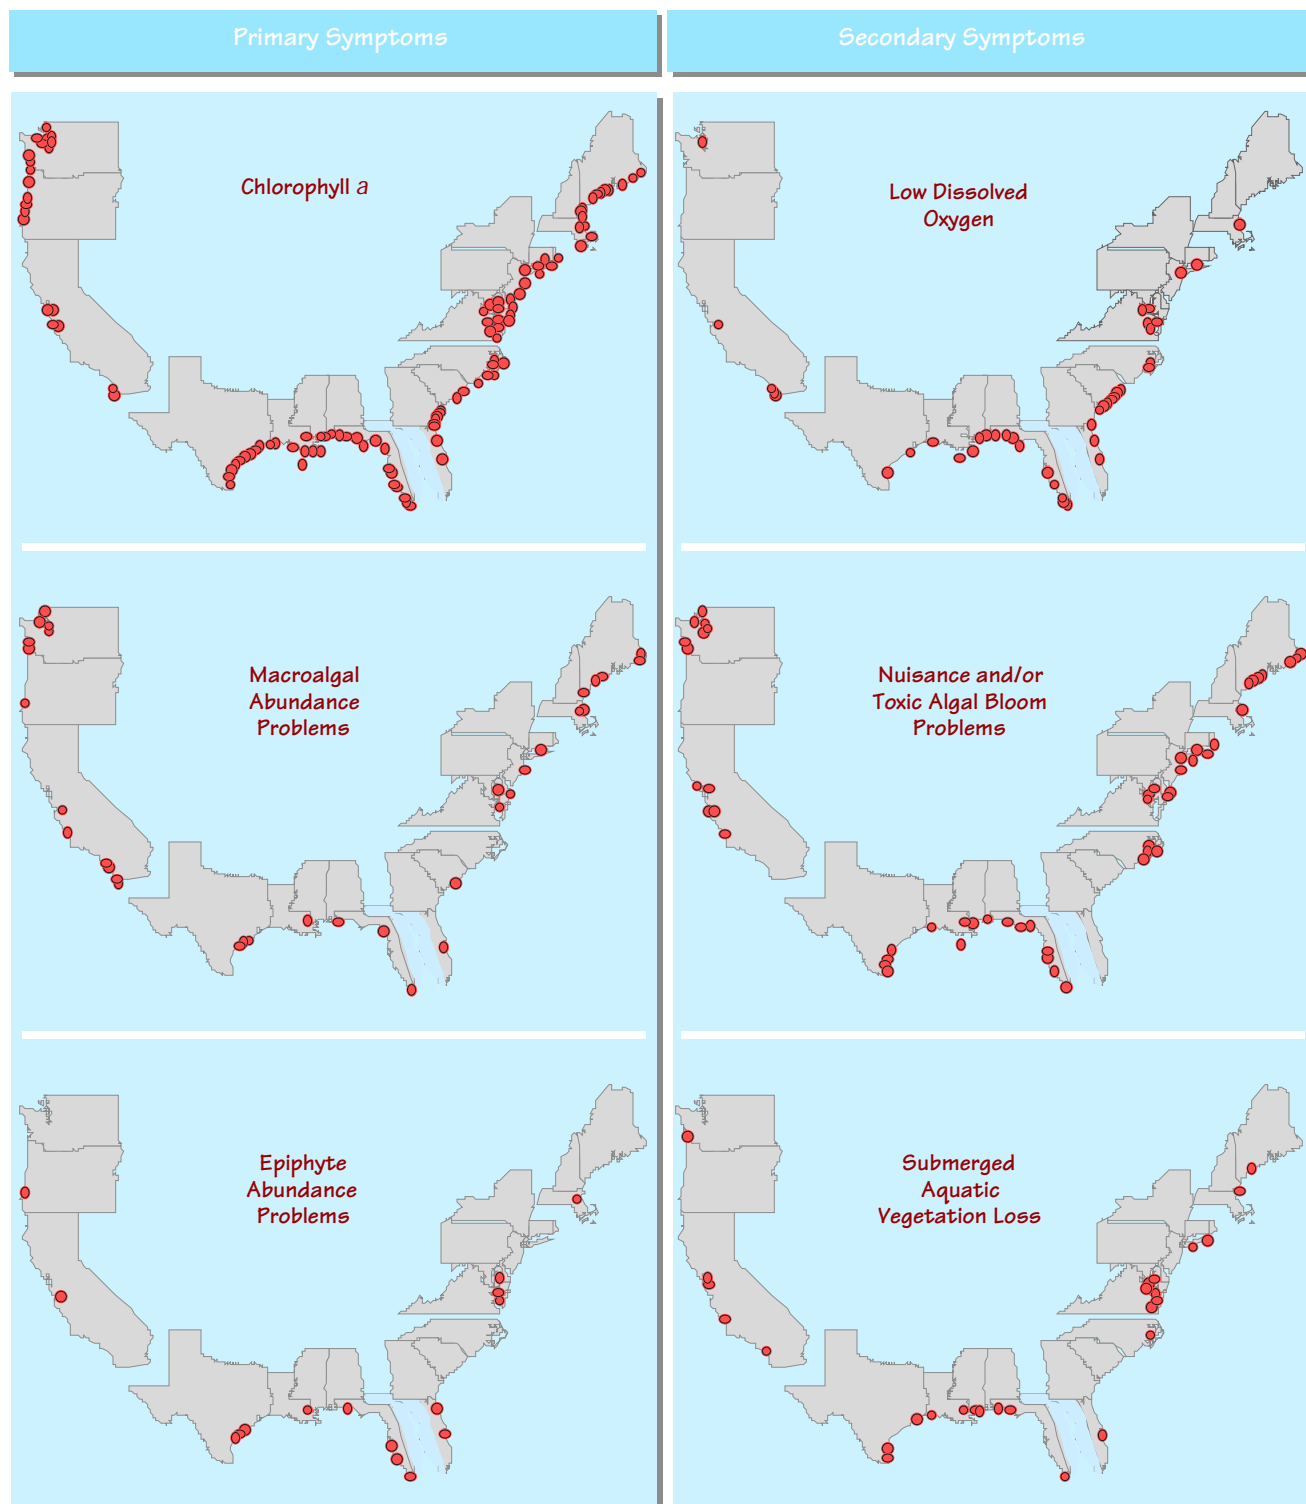 Primary Symptoms
Secondary Symptoms
Chlorophyll a
Low Dissolved
Oxygen
Macroalgal
Abundance
Problems
Nuisance and/or
Toxic Algal Bloom
Problems
Epiphyte
Abundance
Problems
Submerged
Aquatic
Vegetation Loss